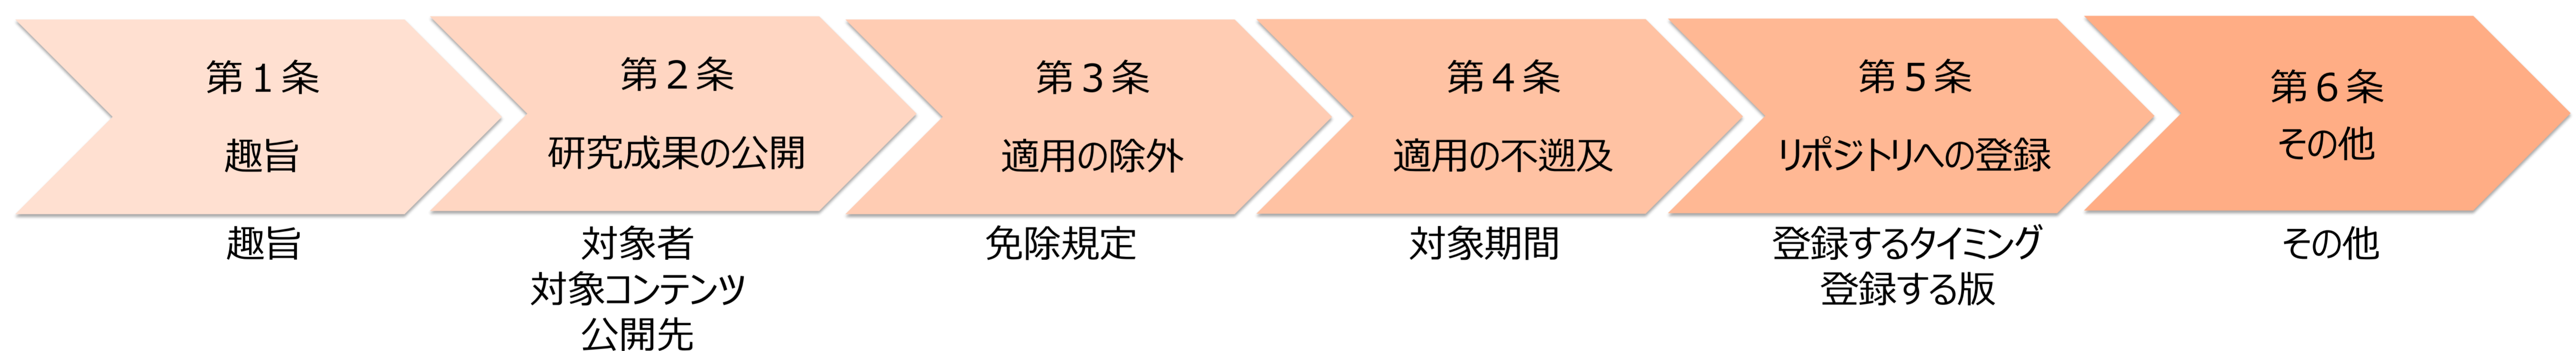 第１条
趣旨
趣旨
第２条
研究成果の公開
対象者
対象コンテンツ
公開先
第３条
適用の除外
免除規定
第４条
適用の不遡及
対象期間
第５条
リポジトリへの登録
登録するタイミング
登録する版
第６条
その他
その他